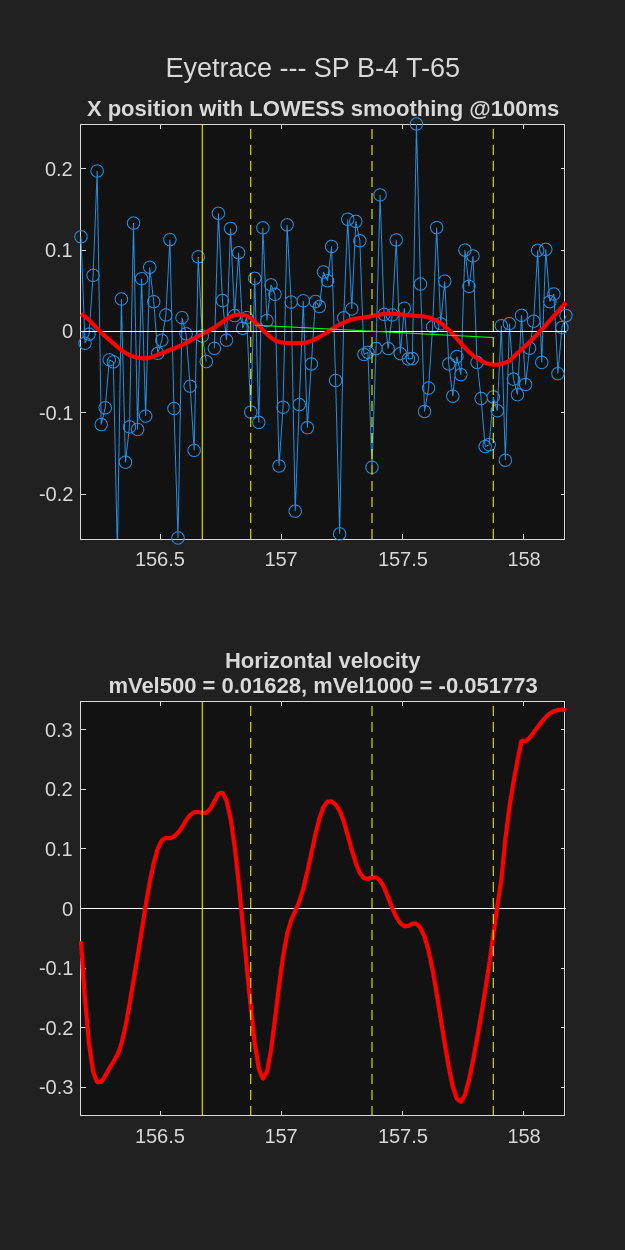 Eyetrace --- SP B-4 T-65
X position with LOWESS smoothing @100ms
0.2
0.1
0
-0.1
-0.2
156.5 157 157.5 158
Horizontal velocity
mVel500 = 0.01628, mVel1000 = -0.051773
0.3
0.2
0.1
0
-0.1
-0.2
-0.3
156.5 157 157.5 158